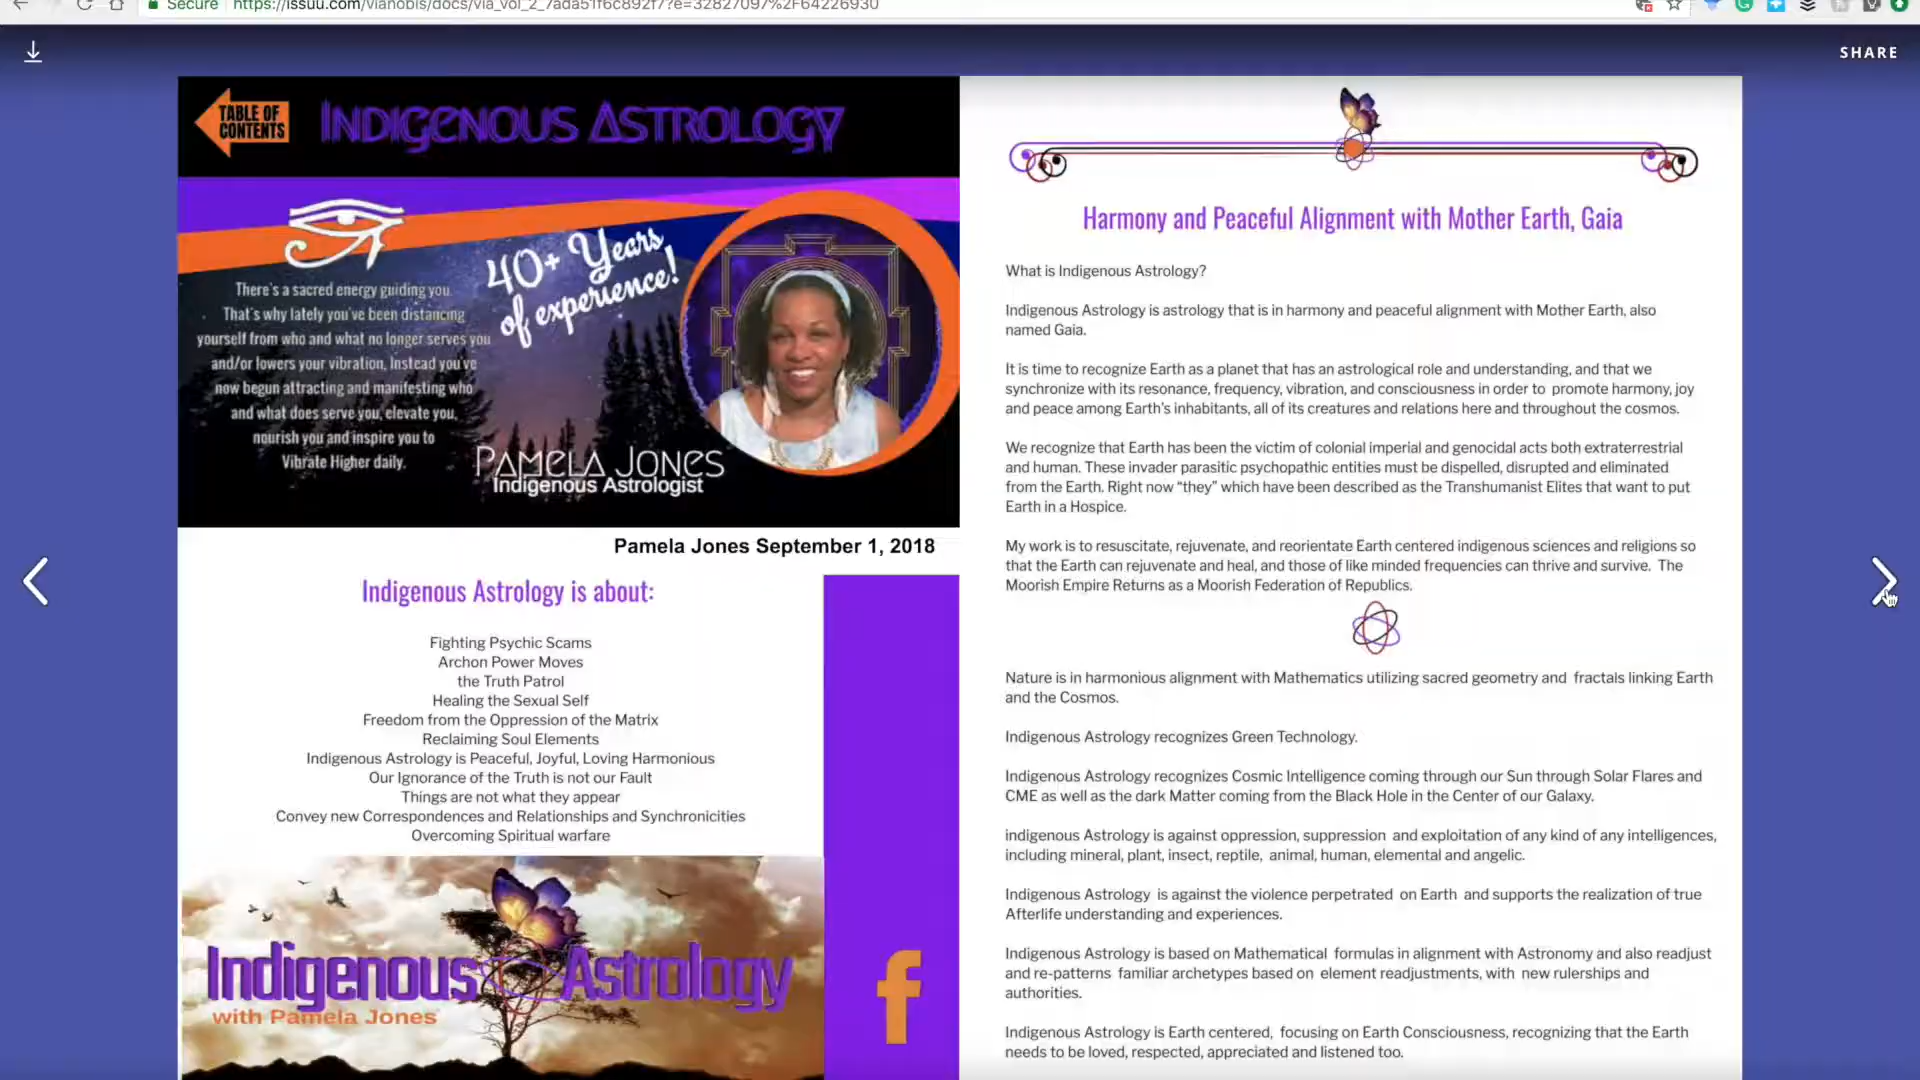 Secure https://issuu.com/vianobis/docs/via_vol_2_7ada51f6c892f7?e=32827097%2F64226930
SHARE
TABLE OF
CONTENTS
INDIGENOUS ASTROLOGY
There's a sacred energy guiding you.
That's why lately you've been distancing
yourself from who and what no longer serves you
and/or lowers your vibration, Instead you've
now begun attracting and manifesting who
and what does serve you, elevate you,
nourish you and inspire you to
Vibrate Higher daily.
40+ Years
of experience!
PAMELA JONES
Indigenous Astrologist
Pamela Jones September 1, 2018
Indigenous Astrology is about:
Fighting Psychic Scams
Archon Power Moves
the Truth Patrol
Healing the Sexual Self
Freedom from the Oppression of the Matrix
Reclaiming Soul Elements
Indigenous Astrology is Peaceful, Joyful, Loving Harmonious
Our Ignorance of the Truth is not our Fault
Things are not what they appear
Convey new Correspondences and Relationships and Synchronicities
Overcoming Spiritual warfare
Indigenous Astrology
with Pamela Jones
f
Harmony and Peaceful Alignment with Mother Earth, Gaia
What is Indigenous Astrology?
Indigenous Astrology is astrology that is in harmony and peaceful alignment with Mother Earth, also
named Gaia.
It is time to recognize Earth as a planet that has an astrological role and understanding, and that we
synchronize with its resonance, frequency, vibration, and consciousness in order to promote harmony, joy
and peace among Earth's inhabitants, all of its creatures and relations here and throughout the cosmos.
We recognize that Earth has been the victim of colonial imperial and genocidal acts both extraterrestrial
and human. These invader parasitic psychopathic entities must be dispelled, disrupted and eliminated
from the Earth. Right now "they" which have been described as the Transhumanist Elites that want to put
Earth in a Hospice.
My work is to resuscitate, rejuvenate, and reorientate Earth centered indigenous sciences and religions so
that the Earth can rejuvenate and heal, and those of like minded frequencies can thrive and survive. The
Moorish Empire Returns as a Moorish Federation of Republics.
Nature is in harmonious alignment with Mathematics utilizing sacred geometry and fractals linking Earth
and the Cosmos.
Indigenous Astrology recognizes Green Technology.
Indigenous Astrology recognizes Cosmic Intelligence coming through our Sun through Solar Flares and
CME as well as the dark Matter coming from the Black Hole in the Center of our Galaxy.
indigenous Astrology is against oppression, suppression and exploitation of any kind of any intelligences,
including mineral, plant, insect, reptile, animal, human, elemental and angelic.
Indigenous Astrology is against the violence perpetrated on Earth and supports the realization of true
Afterlife understanding and experiences.
Indigenous Astrology is based on Mathematical formulas in alignment with Astronomy and also readjust
and re-patterns familiar archetypes based on element readjustments, with new rulerships and
authorities.
Indigenous Astrology is Earth centered, focusing on Earth Consciousness, recognizing that the Earth
needs to be loved, respected, appreciated and listened too.